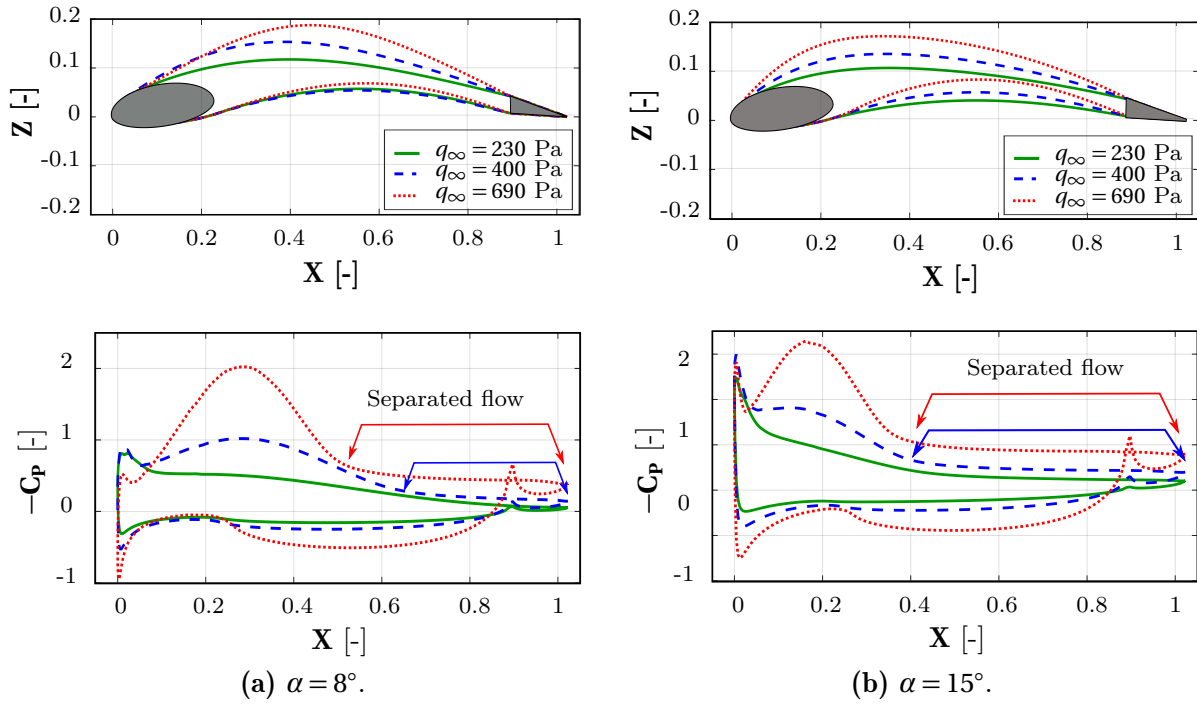 0.2
0.1
0
-0.1
-0.2
Z [-]
q∞ = 230 Pa
q∞ = 400 Pa
q∞ = 690 Pa
0 0.2 0.4 0.6 0.8 1
X [-]
0.2
0.1
0
-0.1
-0.2
Z [-]
q∞ = 230 Pa
q∞ = 400 Pa
q∞ = 690 Pa
0 0.2 0.4 0.6 0.8 1
X [-]
2
1
0
-1
−CP [-]
Separated flow
0 0.2 0.4 0.6 0.8 1
X [-]
(a) α = 8°.
2
1
0
-1
−CP [-]
Separated flow
0 0.2 0.4 0.6 0.8 1
X [-]
(b) α = 15°.